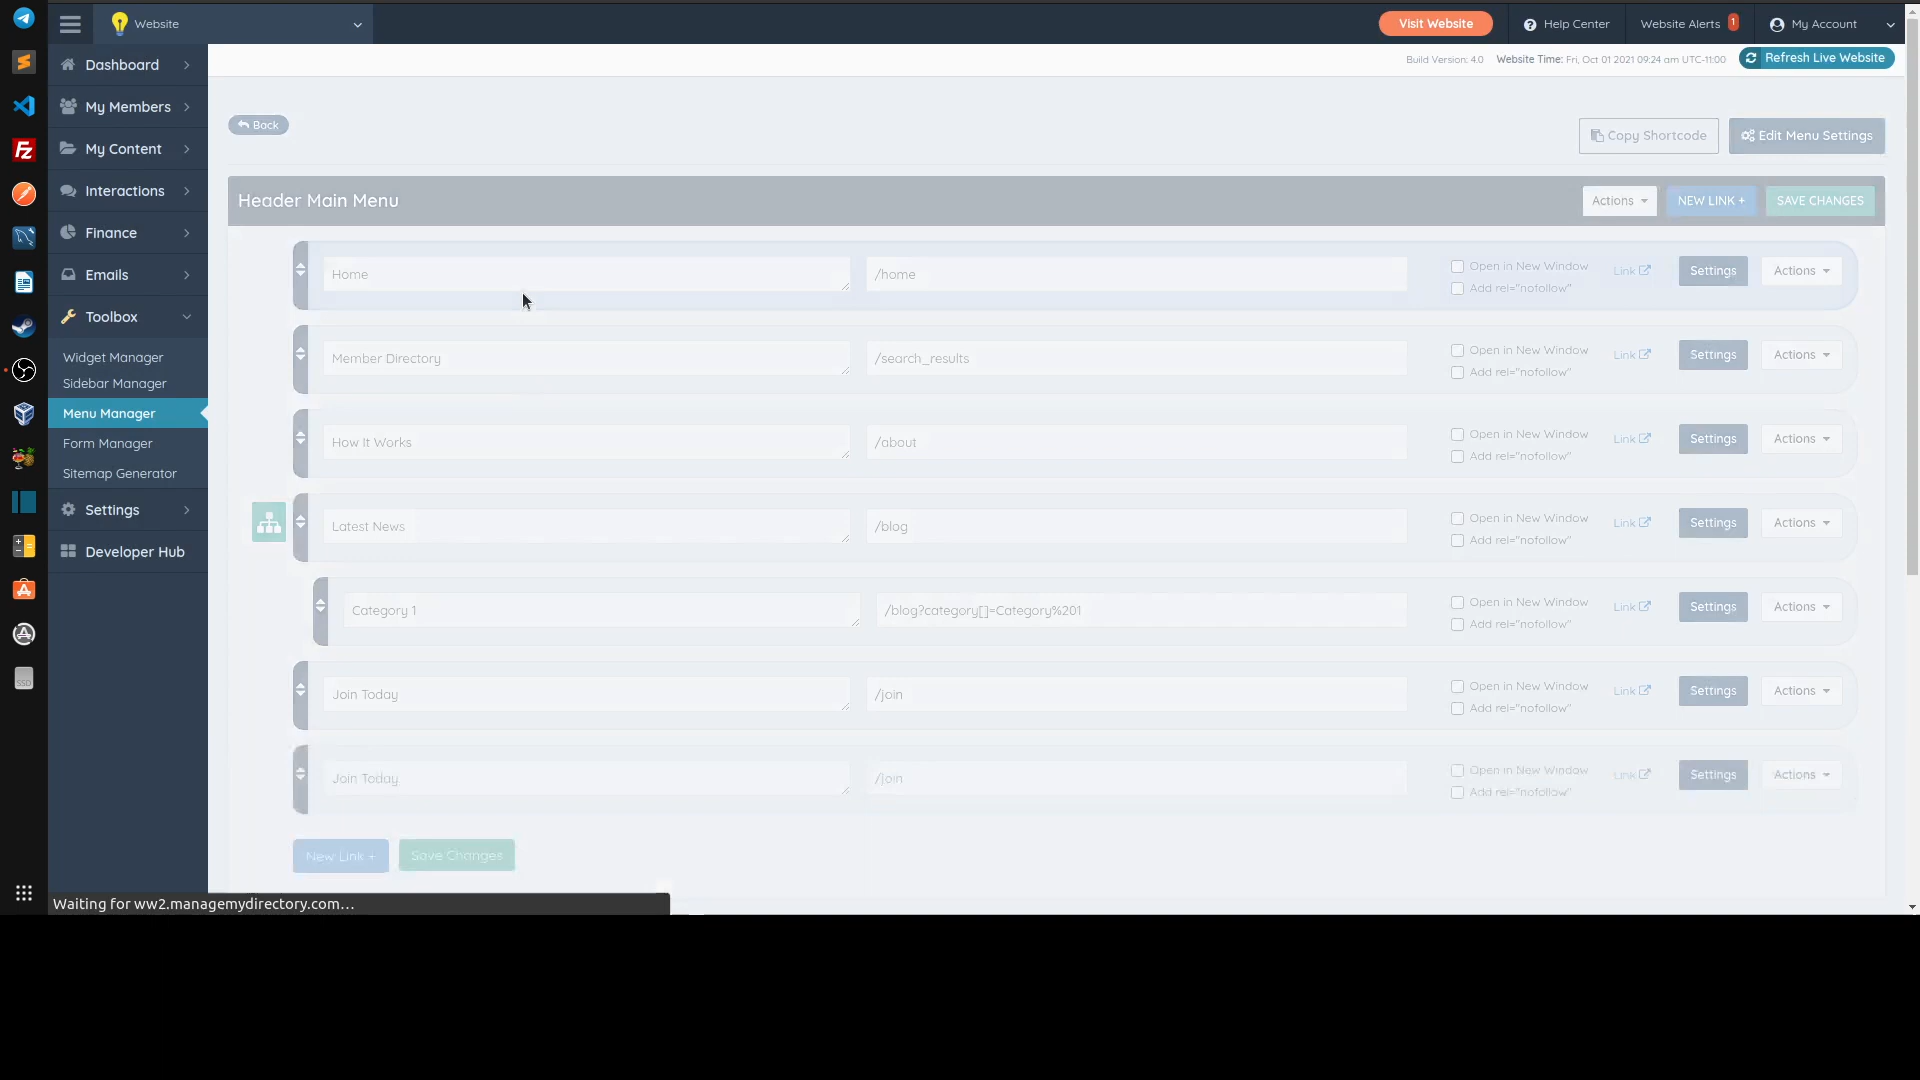 Website
Visit Website
Help Center
Website Alerts 1
My Account
Build Version: 4.0 Website Time: Fri, Oct 01 2021 09:24 am UTC-11:00
Refresh Live Website
Dashboard
My Members
My Content
Interactions
Finance
Emails
Toolbox
Widget Manager
Sidebar Manager
Menu Manager
Form Manager
Sitemap Generator
Settings
Developer Hub
Back
Copy Shortcode
Edit Menu Settings
Header Main Menu
Actions
NEW LINK +
SAVE CHANGES
Home
/home
Open in New Window
Add rel="nofollow"
Link
Settings
Actions
Member Directory
/search_results
Open in New Window
Add rel="nofollow"
Link
Settings
Actions
How It Works
/about
Open in New Window
Add rel="nofollow"
Link
Settings
Actions
Latest News
/blog
Open in New Window
Add rel="nofollow"
Link
Settings
Actions
Category 1
/blog?category[]=Category%201
Open in New Window
Add rel="nofollow"
Link
Settings
Actions
Join Today
/join
Open in New Window
Add rel="nofollow"
Link
Settings
Actions
Join Today
/join
Open in New Window
Add rel="nofollow"
Link
Settings
Actions
New Link +
Save Changes
SSD
Waiting for ww2.managemydirectory.com...